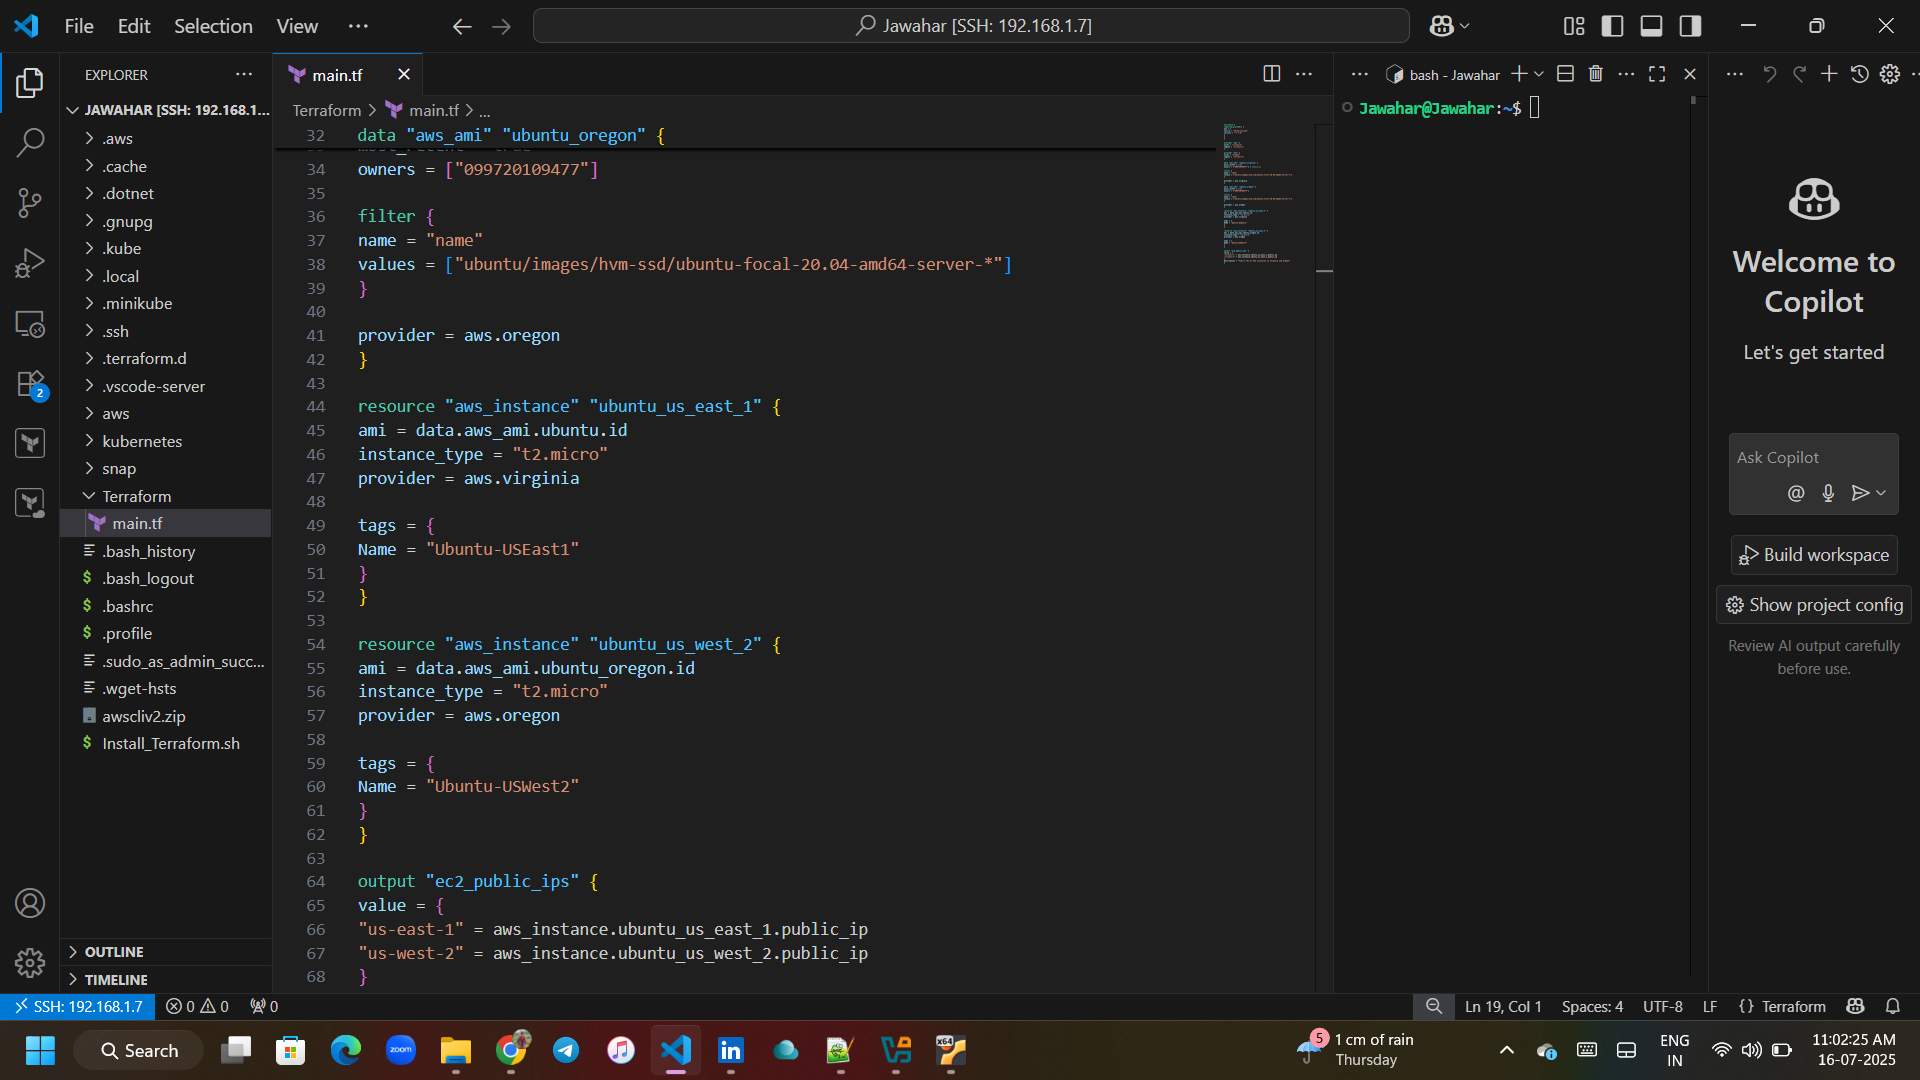 File Edit Selection View ···
Jawahar [SSH: 192.168.1.7]
EXPLORER
JAWAHAR [SSH: 192.168.1...
.aws
.cache
.dotnet
.gnupg
.kube
.local
.minikube
.ssh
.terraform.d
.vscode-server
aws
kubernetes
snap
Terraform
main.tf
.bash_history
$ .bash_logout
$ .bashrc
$ .profile
.sudo_as_admin_succ...
.wget-hsts
awscliv2.zip
$ Install_Terraform.sh
OUTLINE
TIMELINE
2
main.tf
Terraform > main.tf > ...
32 data "aws_ami" "ubuntu_oregon" {
34 owners = ["099720109477"]
35
36 filter {
37 name = "name"
38 values = ["ubuntu/images/hvm-ssd/ubuntu-focal-20.04-amd64-server-*"]
39 }
40
41 provider = aws.oregon
42 }
43
44 resource "aws_instance" "ubuntu_us_east_1" {
45 ami = data.aws_ami.ubuntu.id
46 instance_type = "t2.micro"
47 provider = aws.virginia
48
49 tags = {
50 Name = "Ubuntu-USEast1"
51 }
52 }
53
54 resource "aws_instance" "ubuntu_us_west_2" {
55 ami = data.aws_ami.ubuntu_oregon.id
56 instance_type = "t2.micro"
57 provider = aws.oregon
58
59 tags = {
60 Name = "Ubuntu-USWest2"
61 }
62 }
63
64 output "ec2_public_ips" {
65 value = {
66 "us-east-1" = aws_instance.ubuntu_us_east_1.public_ip
67 "us-west-2" = aws_instance.ubuntu_us_west_2.public_ip
68 }
bash - Jawahar
Jawahar@Jawahar:~$
Welcome to
Copilot
Let's get started
Ask Copilot
Build workspace
Show project config
Review AI output carefully
before use.
SSH: 192.168.1.7 0 0 0
Ln 19, Col 1 Spaces: 4 UTF-8 LF {} Terraform
Search
zoom
x64
5
1 cm of rain
Thursday
ENG
IN
11:02:25 AM
16-07-2025